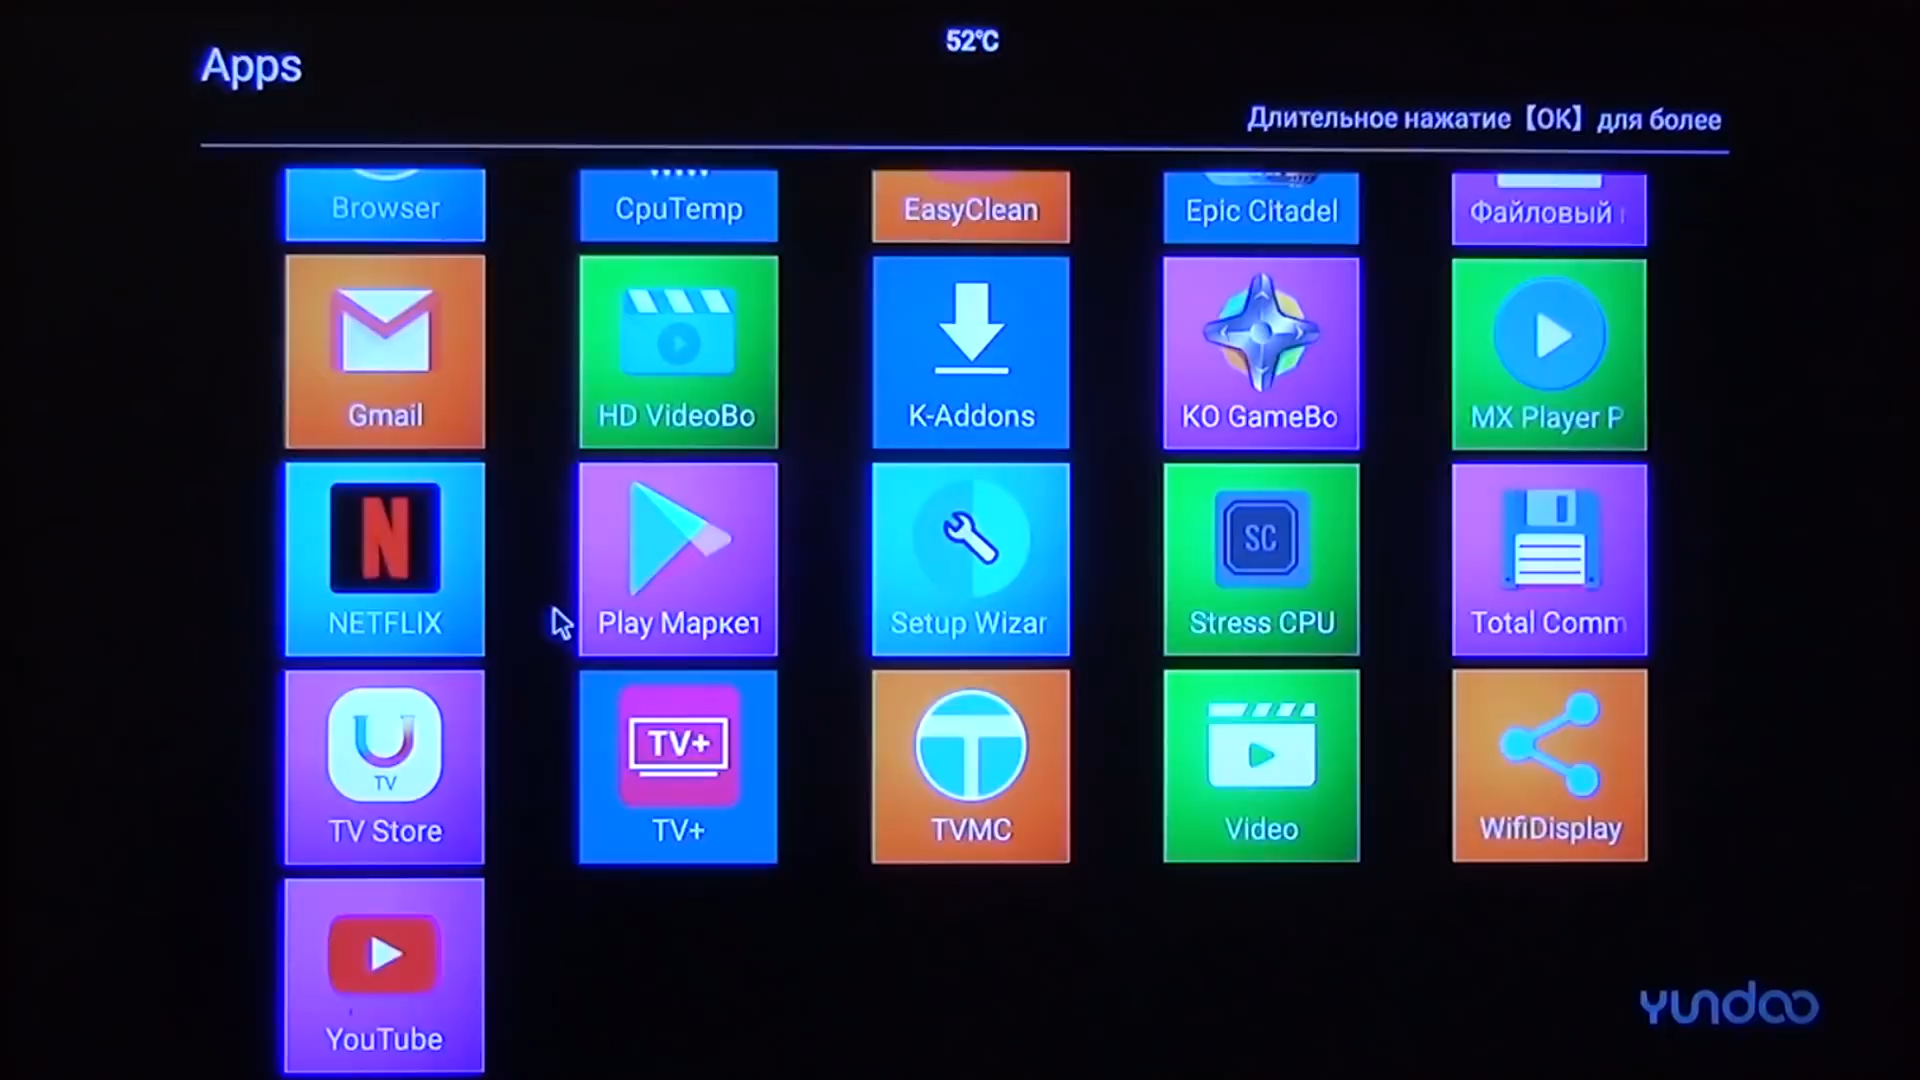 52℃
Apps
Длительное нажатие【OK】для более
Browser
CpuTemp
EasyClean
Epic Citadel
Файловый
Gmail
HD VideoBo
K-Addons
KO GameBo
MX Player P
N
SC
NETFLIX
Play Маркет
Setup Wizar
Stress CPU
Total Comm
TV
TV+
TV Store
TV+
TVMC
Video
WifiDisplay
YouTube
YUNDOO